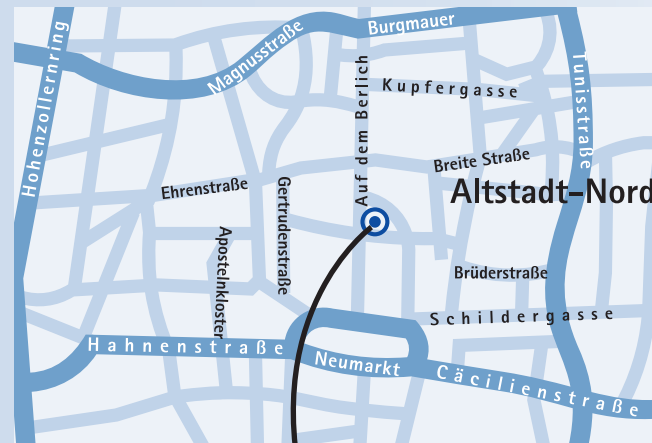 Burgmauer
Magnusstraße
Hohenzollernring
Tunisstraße
Auf dem Berlich
Kupfergasse
Breite Straße
Ehrenstraße
Gertrudenstraße
Altstadt–Nord
Apostelnkloster
Brüderstraße
Schildergasse
Hahnenstraße
Neumarkt
Cäcilienstraße